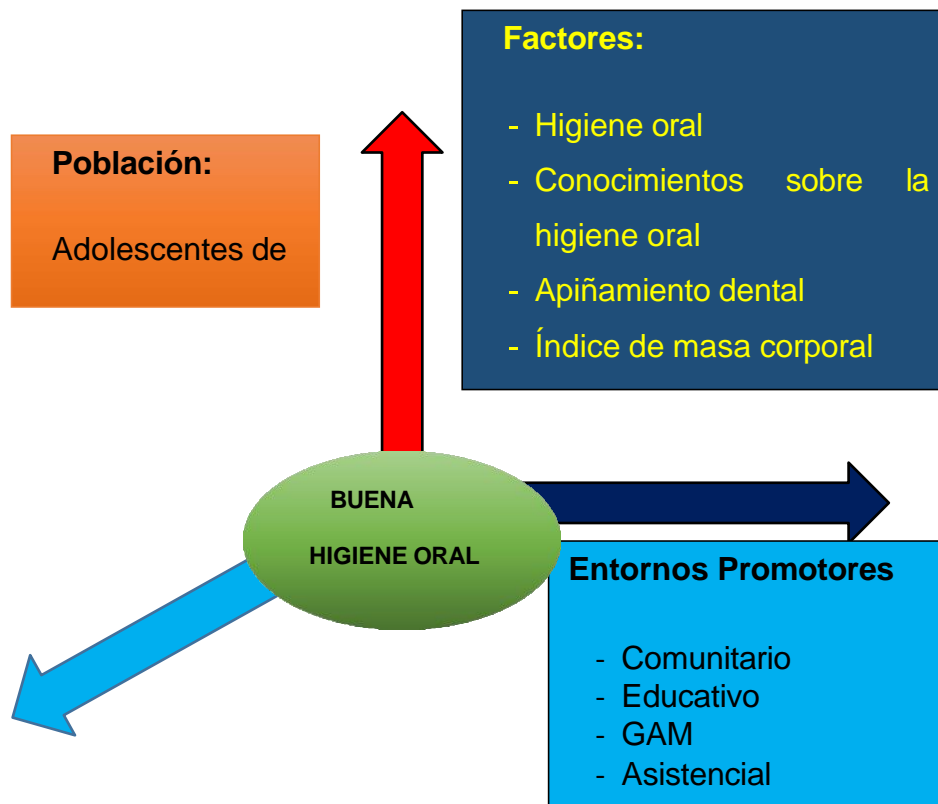 Factores:
- Higiene oral
- Conocimientos sobre la
higiene oral
- Apiñamiento dental
- Índice de masa corporal
Población:
Adolescentes de
BUENA
HIGIENE ORAL
Entornos Promotores
- Comunitario
- Educativo
- GAM
- Asistencial